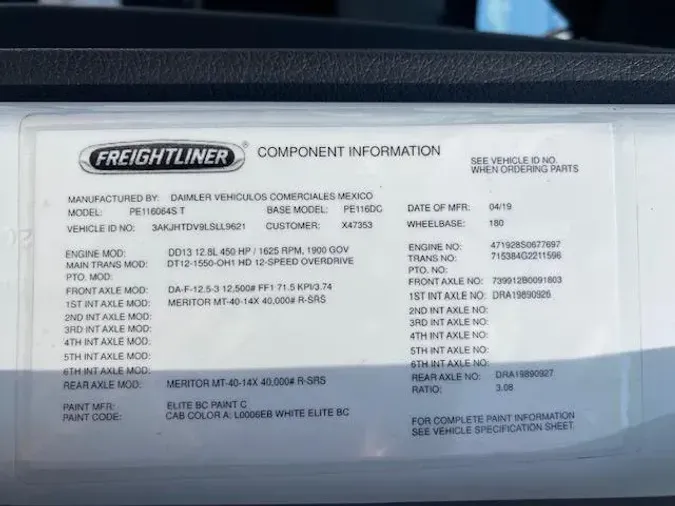 FREIGHTLINER ® COMPONENT INFORMATION
SEE VEHICLE ID NO.
WHEN ORDERING PARTS
MANUFACTURED BY: DAIMLER VEHICULOS COMERCIALES MEXICO
MODEL: PE116064S T BASE MODEL: PE116DC DATE OF MFR: 04/19
VEHICLE ID NO: 3AKJHTDV9LSLL9621 CUSTOMER: X47353 WHEELBASE: 180
ENGINE MOD: DD13 12.8L 450 HP / 1625 RPM, 1900 GOV ENGINE NO: 471928S0677697
MAIN TRANS MOD: DT12-1550-OH1 HD 12-SPEED OVERDRIVE TRANS NO: 715384G2211596
PTO. MOD: PTO. NO:
FRONT AXLE MOD: DA-F-12.5-3 12,500# FF1 71.5 KPI/3.74 FRONT AXLE NO: 739912B0091803
1ST INT AXLE MOD: MERITOR MT-40-14X 40,000# R-SRS 1ST INT AXLE NO: DRA19890926
2ND INT AXLE MOD: 2ND INT AXLE NO:
3RD INT AXLE MOD: 3RD INT AXLE NO:
4TH INT AXLE MOD: 4TH INT AXLE NO:
5TH INT AXLE MOD: 5TH INT AXLE NO:
6TH INT AXLE MOD: 6TH INT AXLE NO:
REAR AXLE MOD: MERITOR MT-40-14X 40,000# R-SRS REAR AXLE NO: DRA19890927
RATIO: 3.08
PAINT MFR: ELITE BC PAINT C
PAINT CODE: CAB COLOR A: L0006EB WHITE ELITE BC
FOR COMPLETE PAINT INFORMATION
SEE VEHICLE SPECIFICATION SHEET.